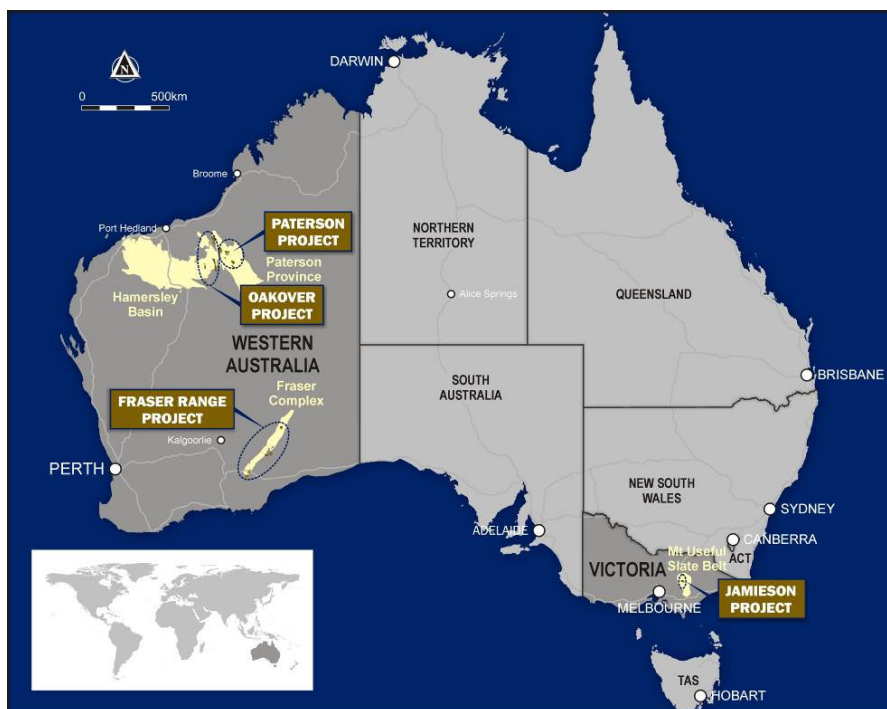 DARWIN
N
0 500km
Broome
Port Hedland
PATERSON
PROJECT
NORTHERN
TERRITORY
Paterson
Province
Hamersley
Basin
OAKOVER
PROJECT
Alice Springs
QUEENSLAND
WESTERN
AUSTRALIA
SOUTH
AUSTRALIA
BRISBANE
Fraser
Complex
FRASER RANGE
PROJECT
Kalgoorlie
PERTH
NEW SOUTH
WALES
SYDNEY
ADELAIDE
CANBERRA
ACT
Mt Useful
Slate Belt
VICTORIA
JAMIESON
PROJECT
MELBOURNE
TAS
HOBART